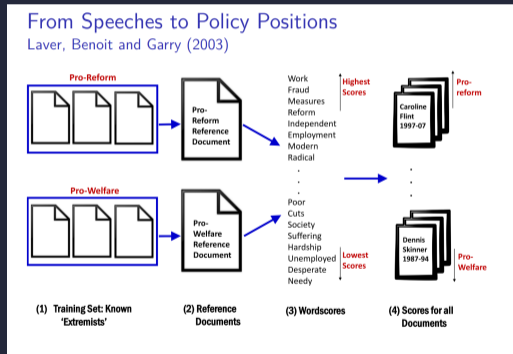 From Speeches to Policy Positions
Laver, Benoit and Garry (2003)
Pro-Reform
Pro-
Reform
Reference
Document
Work
Fraud
Measures
Reform
Independent
Employment
Modern
Radical
.
.
.
Highest
Scores
Caroline
Flint
1997-07
Pro-
reform
.
.
.
Pro-Welfare
Pro-
Welfare
Reference
Document
Poor
Cuts
Society
Suffering
Hardship
Unemployed
Desperate
Needy
Lowest
Scores
Dennis
Skinner
1987-94
Pro-
Welfare
(1) Training Set: Known
'Extremists'
(2) Reference
Documents
(3) Wordscores
(4) Scores for all
Documents